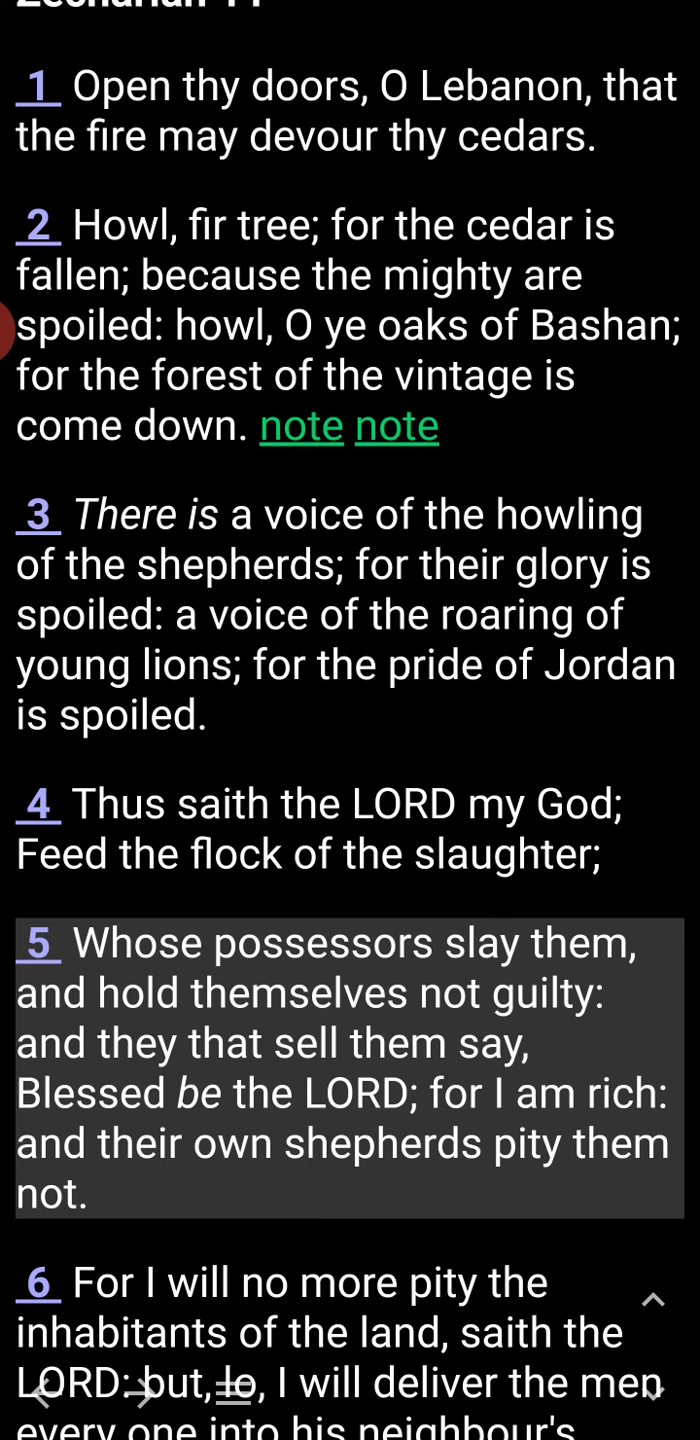 Zechariah 11
1 Open thy doors, O Lebanon, that
the fire may devour thy cedars.
2 Howl, fir tree; for the cedar is
fallen; because the mighty are
spoiled: howl, O ye oaks of Bashan;
for the forest of the vintage is
come down. note note
3 There is a voice of the howling
of the shepherds; for their glory is
spoiled: a voice of the roaring of
young lions; for the pride of Jordan
is spoiled.
4 Thus saith the LORD my God;
Feed the flock of the slaughter;
5 Whose possessors slay them,
and hold themselves not guilty:
and they that sell them say,
Blessed be the LORD; for I am rich:
and their own shepherds pity them
not.
6 For I will no more pity the
inhabitants of the land, saith the
LORD: but, lo, I will deliver the men
every one into his neighbour's